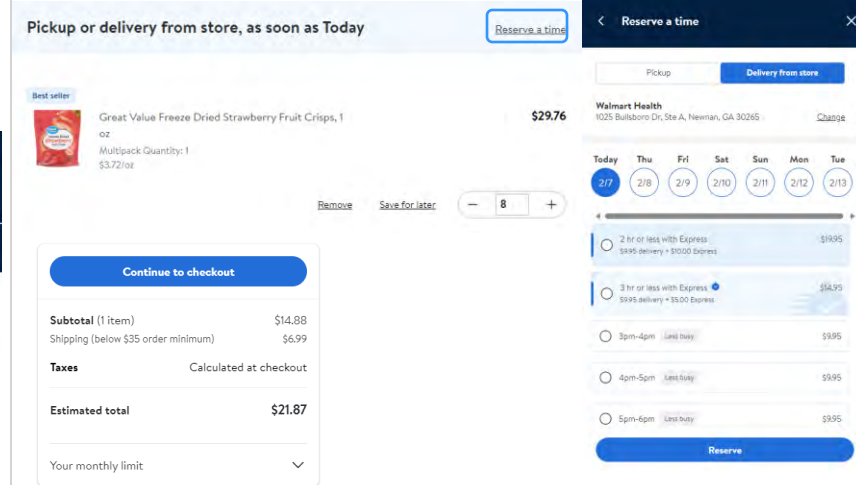 Pickup or delivery from store, as soon as Today
Reserve a time
Best seller
Great Value Freeze Dried Strawberry Fruit Crisps, 1
oz
$29.76
Multipack Quantity: 1
$3.72/oz
Remove
Save for later
− 8 +
Continue to checkout
Subtotal (1 item) $14.88
Shipping (below $35 order minimum) $6.99
Taxes Calculated at checkout
Estimated total $21.87
Your monthly limit
Reserve a time
Pickup
Delivery from store
Walmart Health
1025 Bullsboro Dr, Ste A, Newnan, GA 30265
Change
Today Thu Fri Sat Sun Mon Tue
2/7 2/8 2/9 2/10 2/11 2/12 2/13
2 hr or less with Express $19.95
$9.95 delivery + $10.00 Express
3 hr or less with Express $14.95
$9.95 delivery + $5.00 Express
3pm-4pm Less busy $9.95
4pm-5pm Less busy $9.95
5pm-6pm Less busy $9.95
Reserve